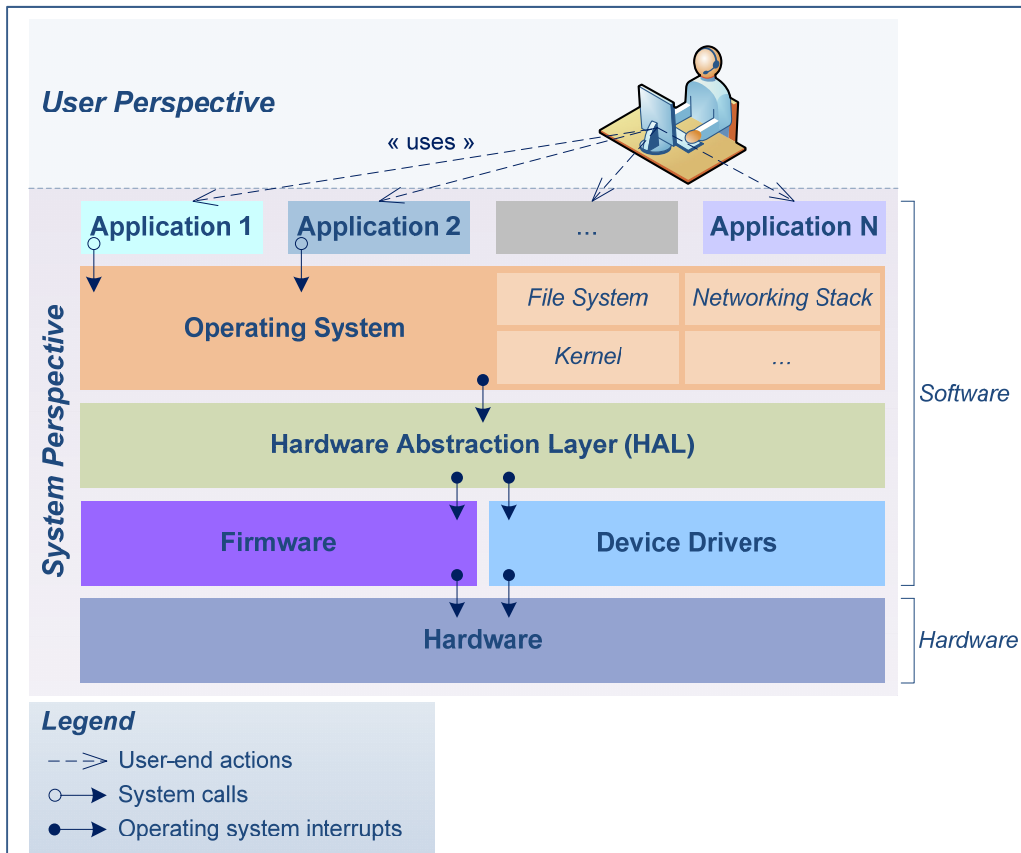 User Perspective
« uses »
Application 1
Application 2
...
Application N
System Perspective
Operating System
File System
Networking Stack
Kernel
...
Software
Hardware Abstraction Layer (HAL)
Firmware
Device Drivers
Hardware
Hardware
Legend
User-end actions
System calls
Operating system interrupts